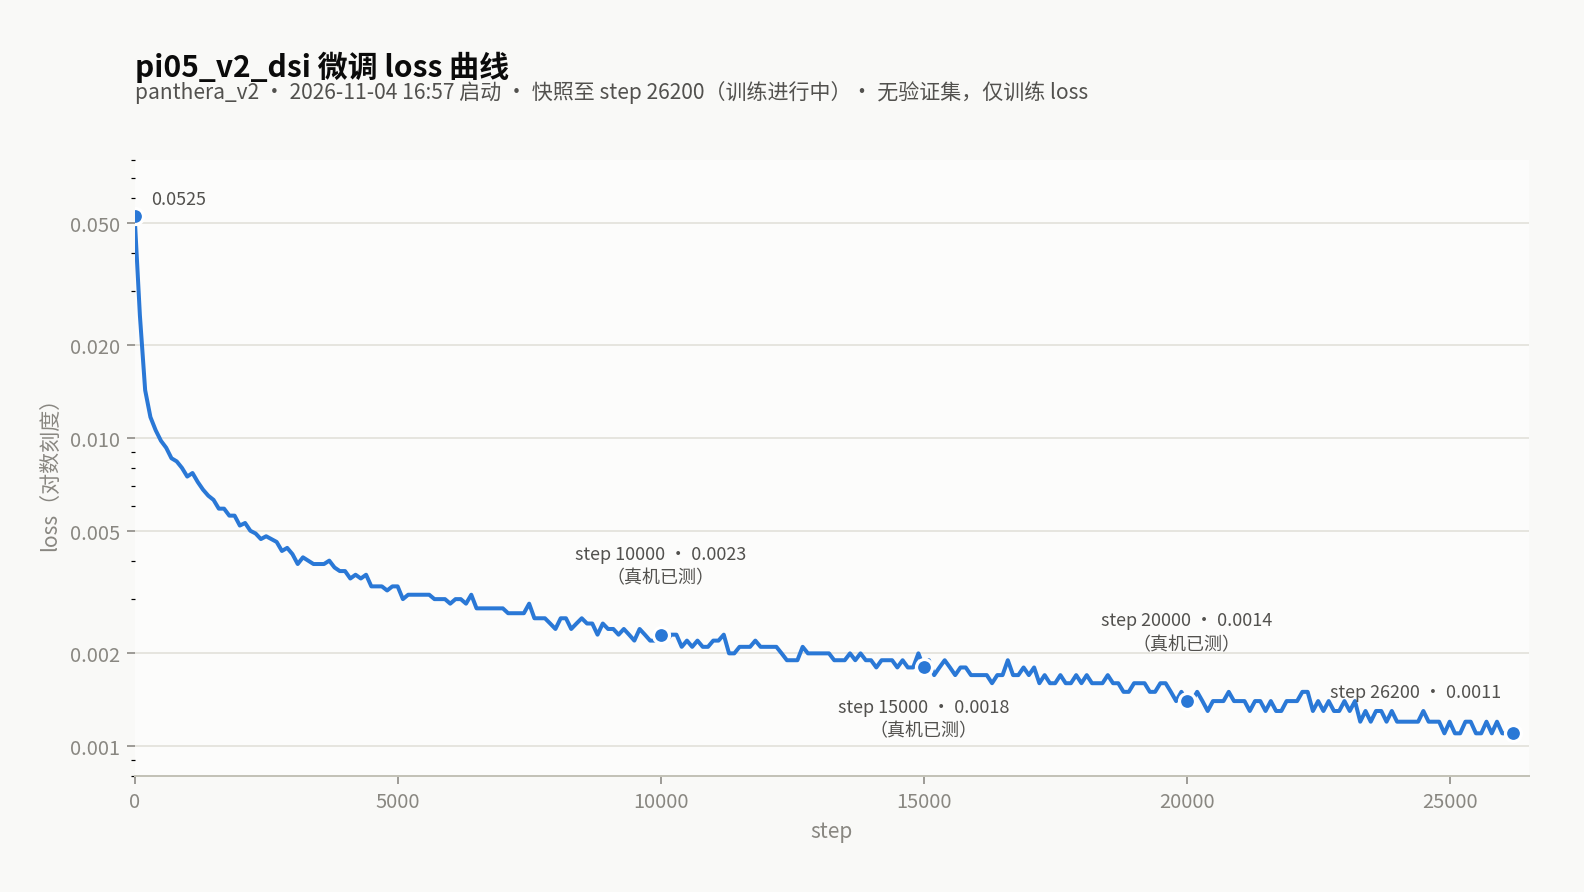 pi05_v2_dsi 微调 loss 曲线
panthera_v2 • 2026-11-04 16:57 启动 • 快照至 step 26200（训练进行中） • 无验证集，仅训练 loss
0.0525
0.050
0.020
0.010
0.005
0.002
0.001
loss（对数刻度）
step 10000 • 0.0023
（真机已测）
step 15000 • 0.0018
（真机已测）
step 20000 • 0.0014
（真机已测）
step 26200 • 0.0011
0 5000 10000 15000 20000 25000
step